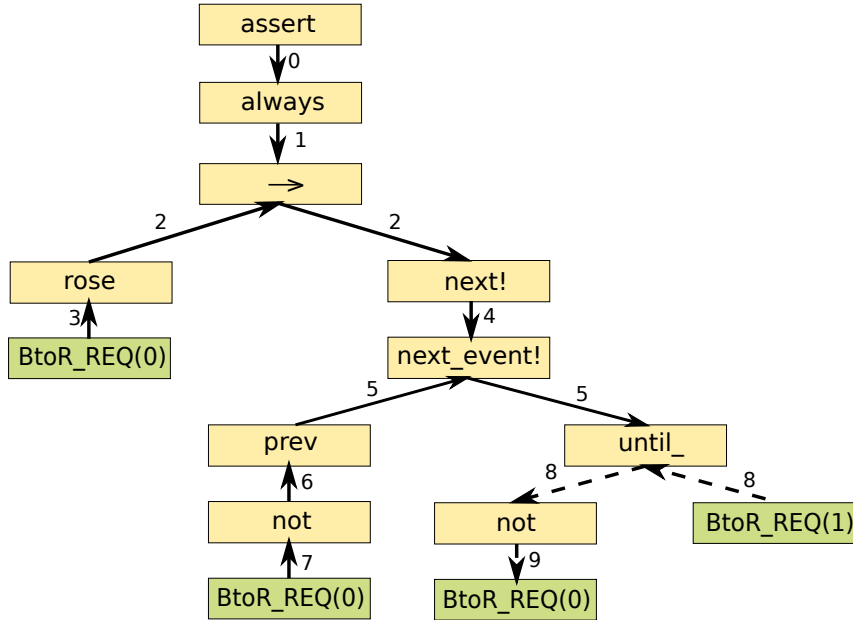 assert
0
always
1
→
2
2
rose
next!
3
4
BtoR_REQ(0)
next_event!
5
5
prev
until_
6
8
8
not
not
BtoR_REQ(1)
7
9
BtoR_REQ(0)
BtoR_REQ(0)